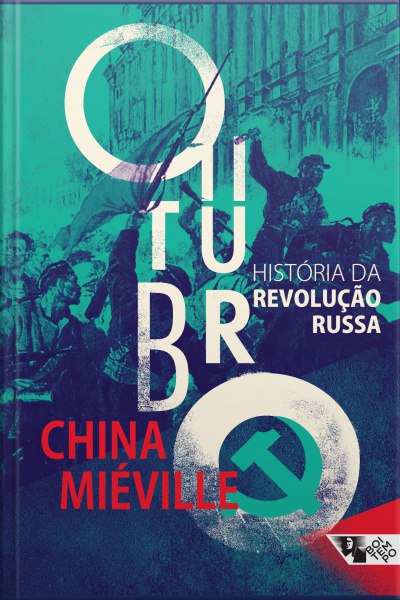 OUTUBRO
HISTÓRIA DA
REVOLUÇÃO
RUSSA
CHINA
MIÉVILLE
BOITEMPO